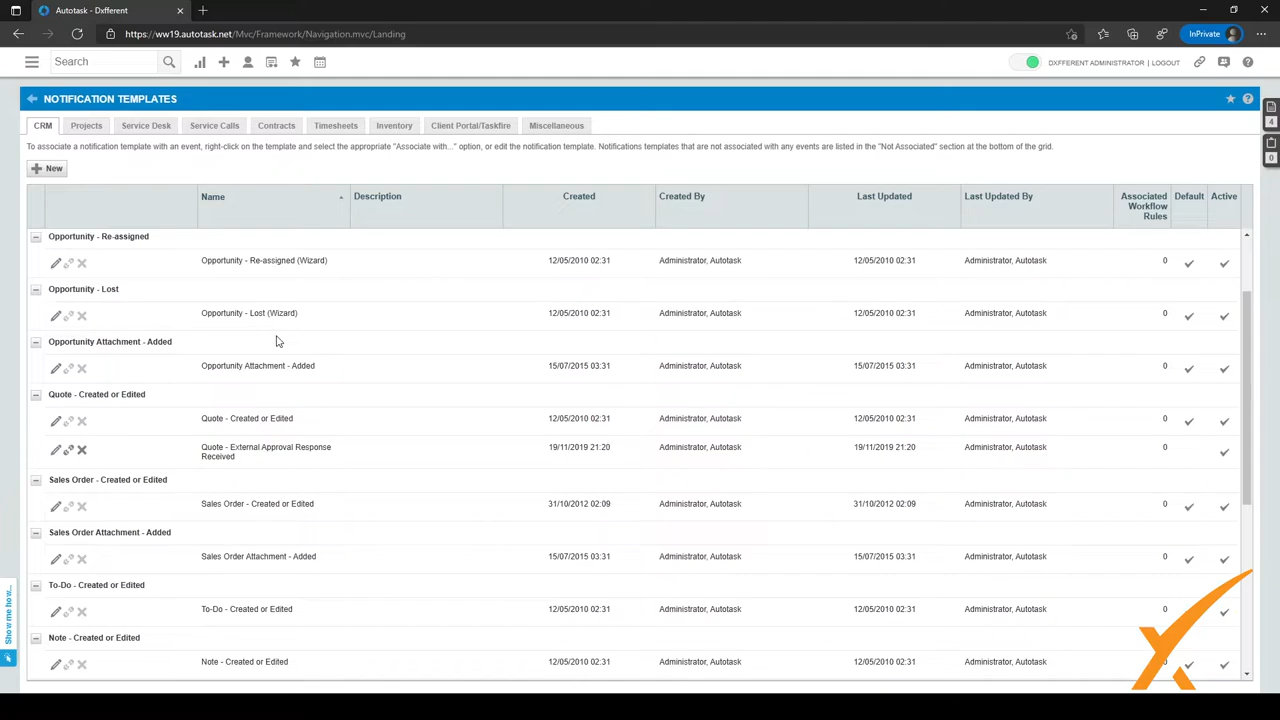 Autotask - Dxfferent
https://ww19.autotask.net/Mvc/Framework/Navigation.mvc/Landing
InPrivate
Search
DXFFERENT ADMINISTRATOR | LOGOUT
NOTIFICATION TEMPLATES
4
0
CRM Projects Service Desk Service Calls Contracts Timesheets Inventory Client Portal/Taskfire Miscellaneous
To associate a notification template with an event, right-click on the template and select the appropriate "Associate with..." option, or edit the notification template. Notifications templates that are not associated with any events are listed in the "Not Associated" section at the bottom of the grid.
New
Name Description Created Created By Last Updated Last Updated By Associated Workflow Rules Default Active
Opportunity - Re-assigned
Opportunity - Re-assigned (Wizard) 12/05/2010 02:31 Administrator, Autotask 12/05/2010 02:31 Administrator, Autotask 0
Opportunity - Lost
Opportunity - Lost (Wizard) 12/05/2010 02:31 Administrator, Autotask 12/05/2010 02:31 Administrator, Autotask 0
Opportunity Attachment - Added
Opportunity Attachment - Added 15/07/2015 03:31 Administrator, Autotask 15/07/2015 03:31 Administrator, Autotask 0
Quote - Created or Edited
Quote - Created or Edited 12/05/2010 02:31 Administrator, Autotask 12/05/2010 02:31 Administrator, Autotask 0
Quote - External Approval Response 19/11/2019 21:20 Administrator, Autotask 19/11/2019 21:20 Administrator, Autotask 0
Received
Sales Order - Created or Edited
Sales Order - Created or Edited 31/10/2012 02:09 Administrator, Autotask 31/10/2012 02:09 Administrator, Autotask 0
Sales Order Attachment - Added
Sales Order Attachment - Added 15/07/2015 03:31 Administrator, Autotask 15/07/2015 03:31 Administrator, Autotask 0
To-Do - Created or Edited
To-Do - Created or Edited 12/05/2010 02:31 Administrator, Autotask 12/05/2010 02:31 Administrator, Autotask 0
Note - Created or Edited
Note - Created or Edited 12/05/2010 02:31 Administrator, Autotask 12/05/2010 02:31 Administrator, Autotask 0
Show me how...